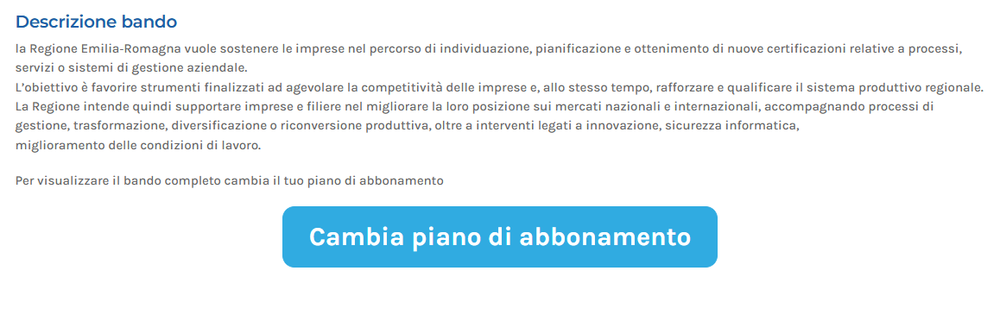 Descrizione bando
la Regione Emilia-Romagna vuole sostenere le imprese nel percorso di individuazione, pianificazione e ottenimento di nuove certificazioni relative a processi,
servizi o sistemi di gestione aziendale.
L’obiettivo è favorire strumenti finalizzati ad agevolare la competitività delle imprese e, allo stesso tempo, rafforzare e qualificare il sistema produttivo regionale.
La Regione intende quindi supportare imprese e filiere nel migliorare la loro posizione sui mercati nazionali e internazionali, accompagnando processi di
gestione, trasformazione, diversificazione o riconversione produttiva, oltre a interventi legati a innovazione, sicurezza informatica,
miglioramento delle condizioni di lavoro.
Per visualizzare il bando completo cambia il tuo piano di abbonamento
Cambia piano di abbonamento